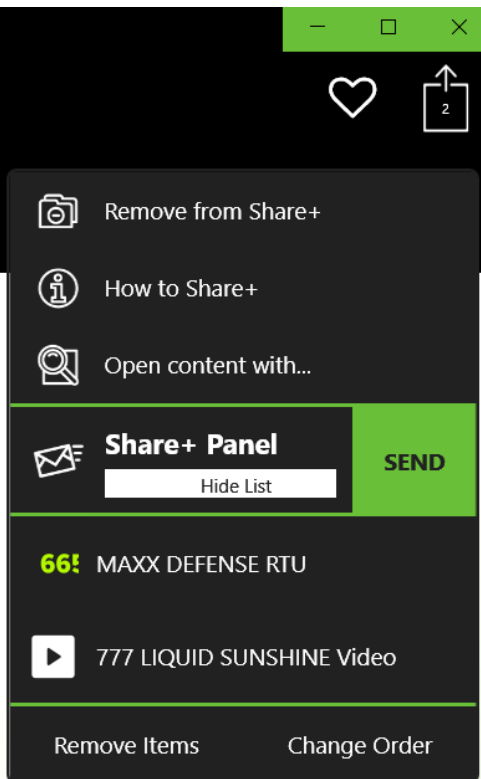 2
Remove from Share+
How to Share+
Open content with...
Share+ Panel
SEND
Hide List
665 MAXX DEFENSE RTU
777 LIQUID SUNSHINE Video
Remove Items Change Order